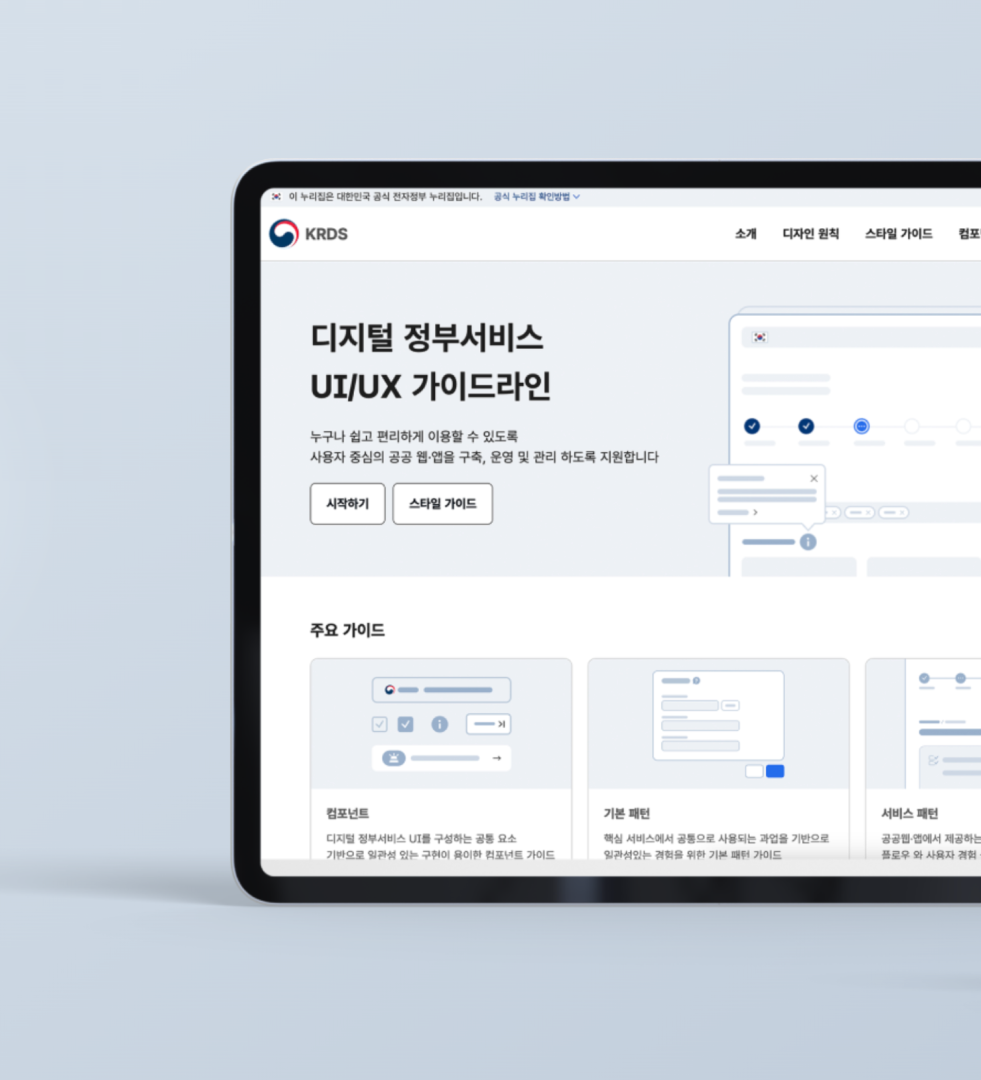 이 누리집은 대한민국 공식 전자정부 누리집입니다. 공식 누리집 확인방법
KRDS
소개 디자인 원칙 스타일 가이드 컴포
디지털 정부서비스
UI/UX 가이드라인
누구나 쉽고 편리하게 이용할 수 있도록
사용자 중심의 공공 웹·앱을 구축, 운영 및 관리 하도록 지원합니다
시작하기 스타일 가이드
주요 가이드
컴포넌트
디지털 정부서비스 UI를 구성하는 공통 요소
기반으로 일관성 있는 구현이 용이한 컴포넌트 가이드
기본 패턴
핵심 서비스에서 공통으로 사용되는 과업을 기반으로
일관성있는 경험을 위한 기본 패턴 가이드
서비스 패턴
공공웹·앱에서 제공하는
플로우 와 사용자 경험